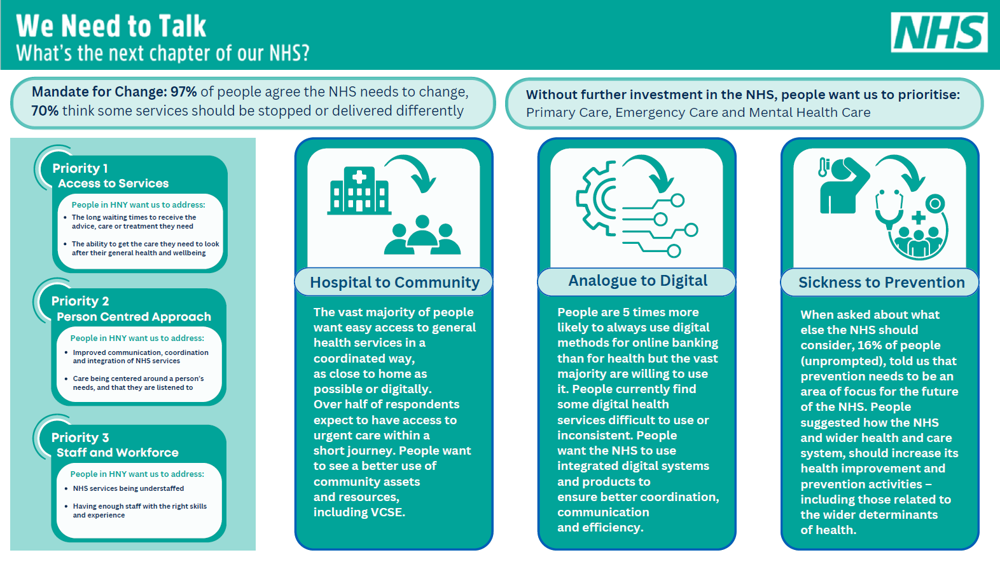 We Need to Talk
What's the next chapter of our NHS?
NHS
Mandate for Change: 97% of people agree the NHS needs to change,
70% think some services should be stopped or delivered differently
Without further investment in the NHS, people want us to prioritise:
Primary Care, Emergency Care and Mental Health Care
Priority 1
Access to Services
People in HNY want us to address:
• The long waiting times to receive the
advice, care or treatment they need
• The ability to get the care they need to look
after their general health and wellbeing
Priority 2
Person Centred Approach
People in HNY want us to address:
• Improved communication, coordination
and integration of NHS services
• Care being centered around a person's
needs, and that they are listened to
Priority 3
Staff and Workforce
People in HNY want us to address:
• NHS services being understaffed
• Having enough staff with the right skills
and experience
Hospital to Community
The vast majority of people
want easy access to general
health services in a
coordinated way,
as close to home as
possible or digitally.
Over half of respondents
expect to have access to
urgent care within a
short journey. People want
to see a better use of
community assets
and resources,
including VCSE.
Analogue to Digital
People are 5 times more
likely to always use digital
methods for online banking
than for health but the vast
majority are willing to use
it. People currently find
some digital health
services difficult to use or
inconsistent. People
want the NHS to use
integrated digital systems
and products to
ensure better coordination,
communication
and efficiency.
Sickness to Prevention
When asked about what
else the NHS should
consider, 16% of people
(unprompted), told us that
prevention needs to be an
area of focus for the future
of the NHS. People
suggested how the NHS
and wider health and care
system, should increase its
health improvement and
prevention activities –
including those related to
the wider determinants
of health.